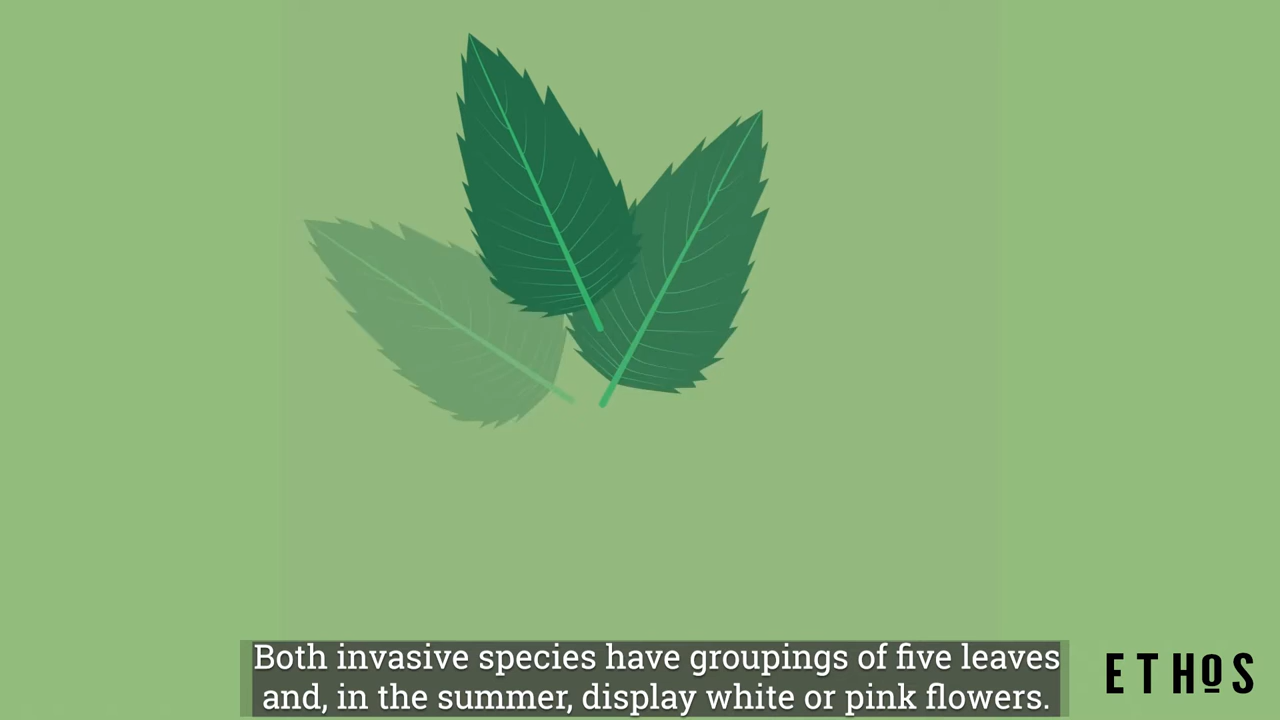 Both invasive species have groupings of five leaves
and, in the summer, display white or pink flowers.
ETHOS